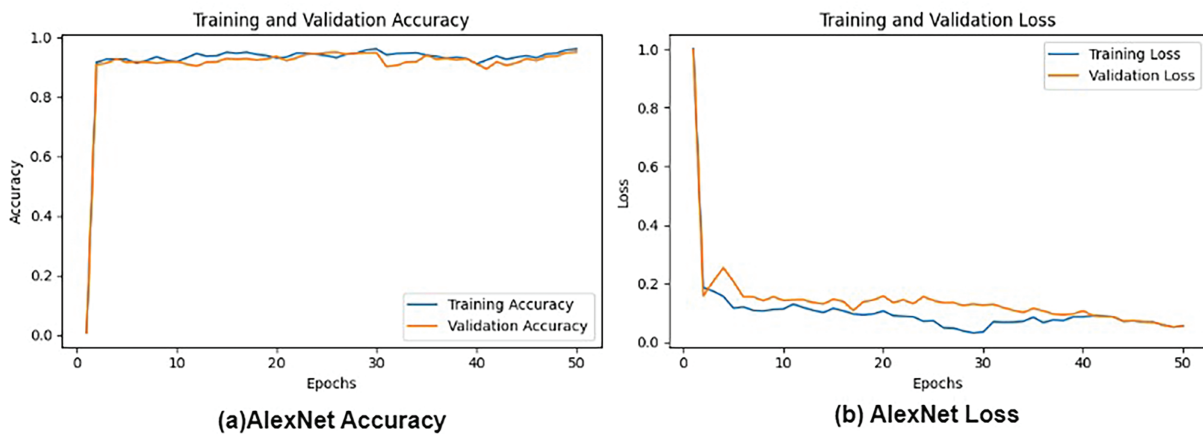 Training and Validation Accuracy
1.0
0.8
0.6
0.4
0.2
0.0
Accuracy
Training Accuracy
Validation Accuracy
0 10 20 30 40 50
Epochs
(a)AlexNet Accuracy
Training and Validation Loss
1.0
0.8
0.6
0.4
0.2
0.0
Loss
Training Loss
Validation Loss
0 10 20 30 40 50
Epochs
(b) AlexNet Loss